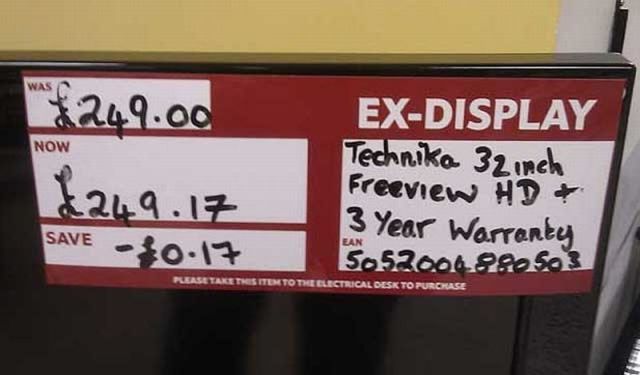 WAS
£249.00
EX-DISPLAY
NOW
£249.17
SAVE
-£0.17
Technika 32inch
Freeview HD +
3 Year Warranty
EAN
5052004880503
PLEASE TAKE THIS ITEM TO THE ELECTRICAL DESK TO PURCHASE